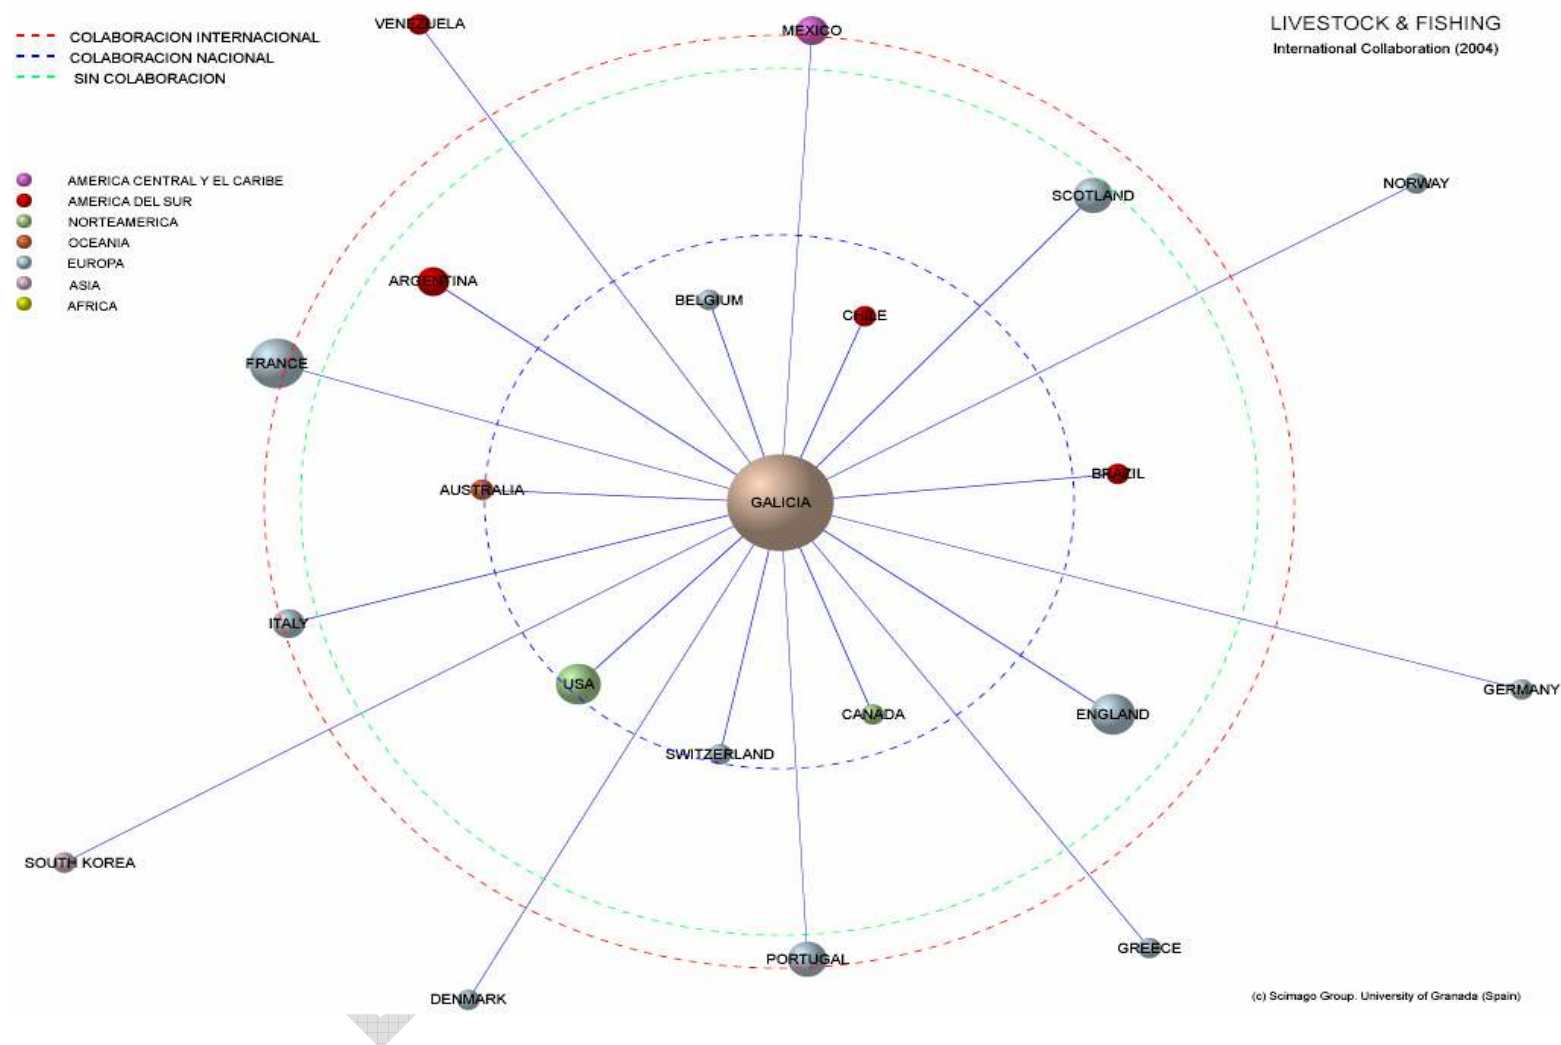 LIVESTOCK & FISHING
International Collaboration (2004)
COLABORACION INTERNACIONAL
COLABORACION NACIONAL
SIN COLABORACION
AMERICA CENTRAL Y EL CARIBE
AMERICA DEL SUR
NORTEAMERICA
OCEANIA
EUROPA
ASIA
AFRICA
VENEZUELA
MEXICO
NORWAY
SCOTLAND
ARGENTINA
BELGIUM
CHILE
FRANCE
BRAZIL
AUSTRALIA
GALICIA
ITALY
USA
GERMANY
CANADA
ENGLAND
SWITZERLAND
SOUTH KOREA
GREECE
PORTUGAL
DENMARK
(c) Scimago Group. University of Granada (Spain)